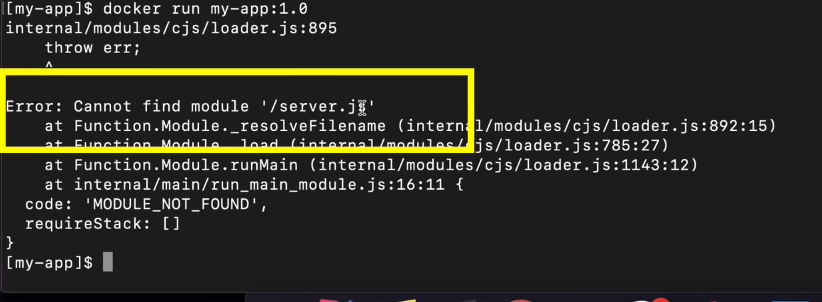 [my-app]$ docker run my-app:1.0
internal/modules/cjs/loader.js:895
    throw err;
    ^
Error: Cannot find module '/server.js'
    at Function.Module._resolveFilename (internal/modules/cjs/loader.js:892:15)
    at Function.Module._load (internal/modules/cjs/loader.js:785:27)
    at Function.Module.runMain (internal/modules/cjs/loader.js:1143:12)
    at internal/main/run_main_module.js:16:11 {
  code: 'MODULE_NOT_FOUND',
  requireStack: []
}
[my-app]$